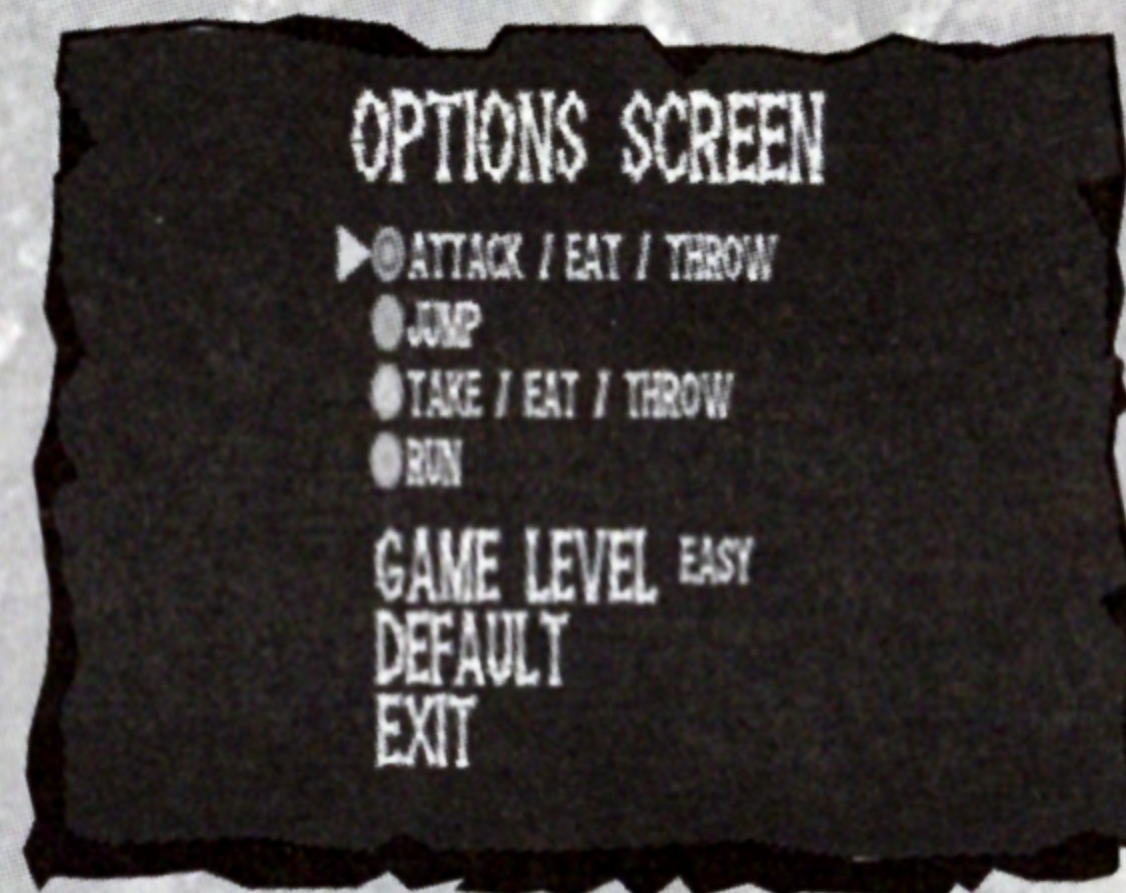 OPTIONS SCREEN
ATTACK / EAT / THROW
JUMP
TAKE / EAT / THROW
RUN
GAME LEVEL EASY
DEFAULT
EXIT